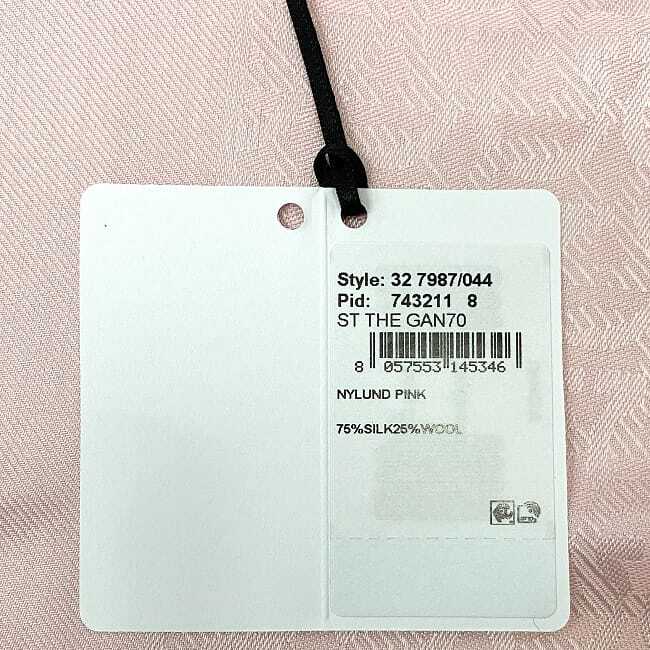 Style: 32 7987/044
Pid: 743211 8
ST THE GAN70
8 057553 145346
NYLUND PINK
75%SILK25%WOOL